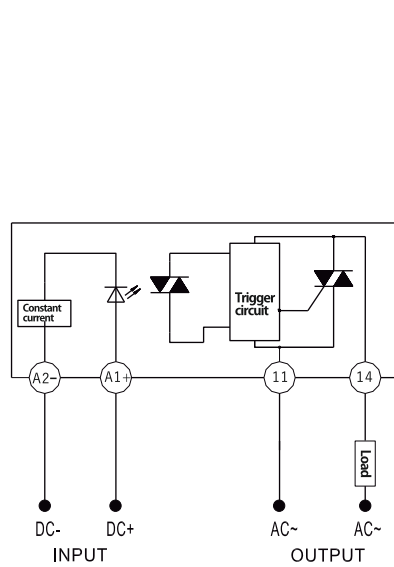 Constant
current
Trigger
circuit
A2-
A1+
11
14
Load
DC-
DC+
AC~
AC~
INPUT
OUTPUT